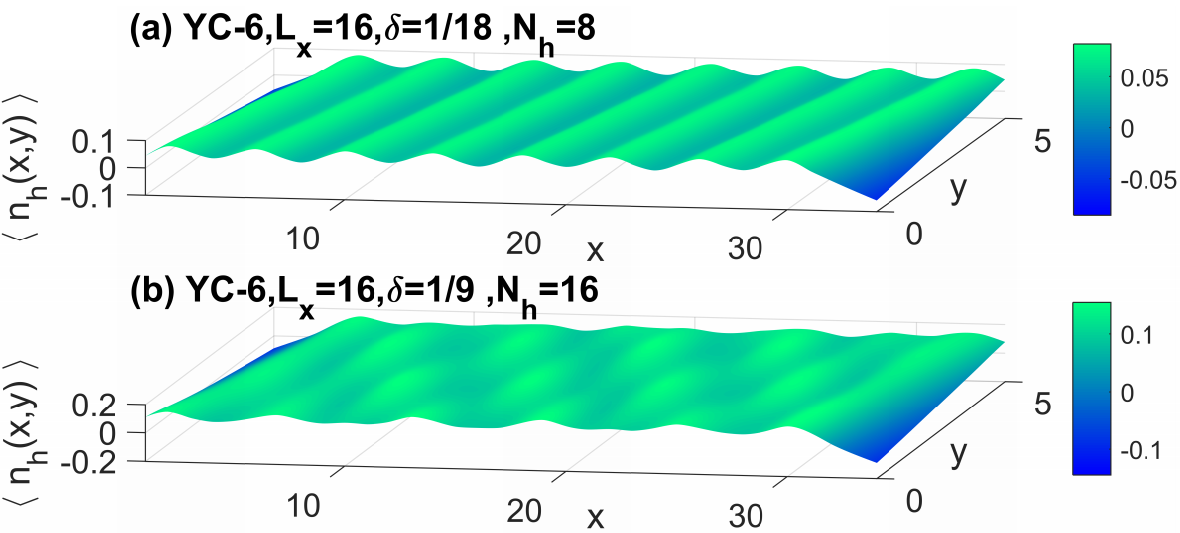 (a) YC-6,Lx=16,δ=1/18 ,Nh=8
⟨ nh(x,y) ⟩
0.1
0
-0.1
10
20
30
x
0
5
y
0.05
0
-0.05
(b) YC-6,Lx=16,δ=1/9 ,Nh=16
⟨ nh(x,y) ⟩
0.2
0
-0.2
10
20
30
x
0
5
y
0.1
0
-0.1